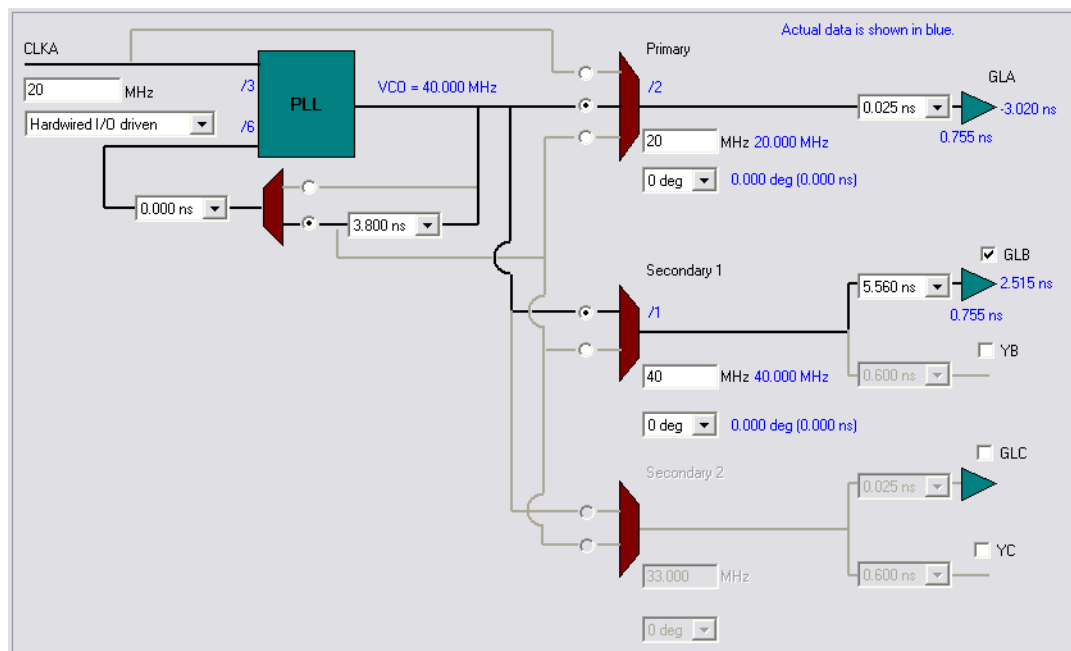 Actual data is shown in blue.
CLKA
Primary
GLA
20 MHz
/3
PLL
VCO = 40.000 MHz
/2
0.025 ns
-3.020 ns
Hardwired I/O driven
/6
0.755 ns
20 MHz 20.000 MHz
0 deg 0.000 deg (0.000 ns)
0.000 ns
3.800 ns
GLB
Secondary 1
5.560 ns
2.515 ns
/1
0.755 ns
YB
40 MHz 40.000 MHz
0.600 ns
0 deg 0.000 deg (0.000 ns)
GLC
Secondary 2
0.025 ns
YC
33.000 MHz
0.600 ns
0 deg